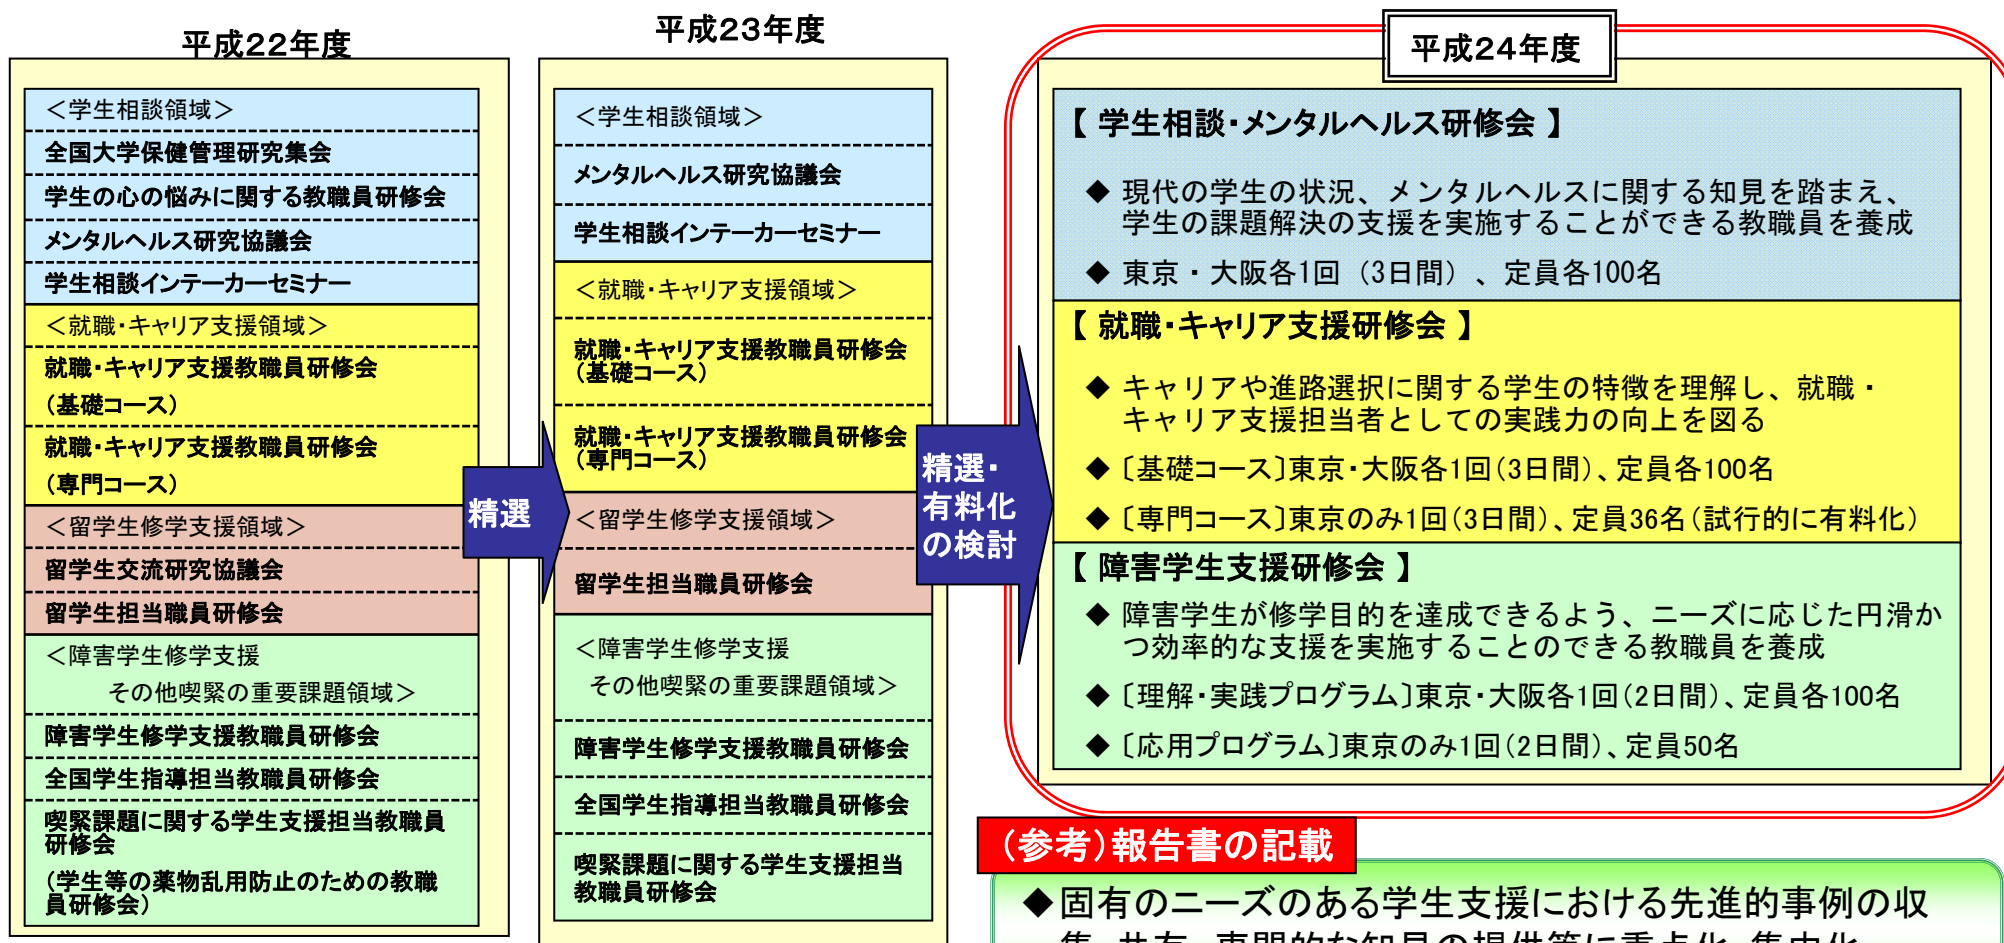 平成22年度
＜学生相談領域＞
全国大学保健管理研究集会
学生の心の悩みに関する教職員研修会
メンタルヘルス研究協議会
学生相談インテーカーセミナー
＜就職・キャリア支援領域＞
就職・キャリア支援教職員研修会
（基礎コース）
就職・キャリア支援教職員研修会
（専門コース）
＜留学生修学支援領域＞
留学生交流研究協議会
留学生担当職員研修会
＜障害学生修学支援
その他喫緊の重要課題領域＞
障害学生修学支援教職員研修会
全国学生指導担当教職員研修会
喫緊課題に関する学生支援担当教職員
研修会
（学生等の薬物乱用防止のための教職
員研修会）
精選
平成23年度
＜学生相談領域＞
メンタルヘルス研究協議会
学生相談インテーカーセミナー
＜就職・キャリア支援領域＞
就職・キャリア支援教職員研修会
（基礎コース）
就職・キャリア支援教職員研修会
（専門コース）
＜留学生修学支援領域＞
留学生担当職員研修会
＜障害学生修学支援
その他喫緊の重要課題領域＞
障害学生修学支援教職員研修会
全国学生指導担当教職員研修会
喫緊課題に関する学生支援担当
教職員研修会
精選・
有料化
の検討
平成24年度
【 学生相談・メンタルヘルス研修会 】
◆ 現代の学生の状況、メンタルヘルスに関する知見を踏まえ、
学生の課題解決の支援を実施することができる教職員を養成
◆ 東京・大阪各1回（3日間）、定員各100名
【 就職・キャリア支援研修会 】
◆ キャリアや進路選択に関する学生の特徴を理解し、就職・
キャリア支援担当者としての実践力の向上を図る
◆ 〔基礎コース〕東京・大阪各1回（3日間）、定員各100名
◆ 〔専門コース〕東京のみ1回（3日間）、定員36名（試行的に有料化）
【 障害学生支援研修会 】
◆ 障害学生が修学目的を達成できるよう、ニーズに応じた円滑か
つ効率的な支援を実施することのできる教職員を養成
◆ 〔理解・実践プログラム〕東京・大阪各1回（2日間）、定員各100名
◆ 〔応用プログラム〕東京のみ1回（2日間）、定員50名
（参考）報告書の記載
◆固有のニーズのある学生支援における先進的事例の収
集・共有、専門的な知見の提供等に重点化・集中化